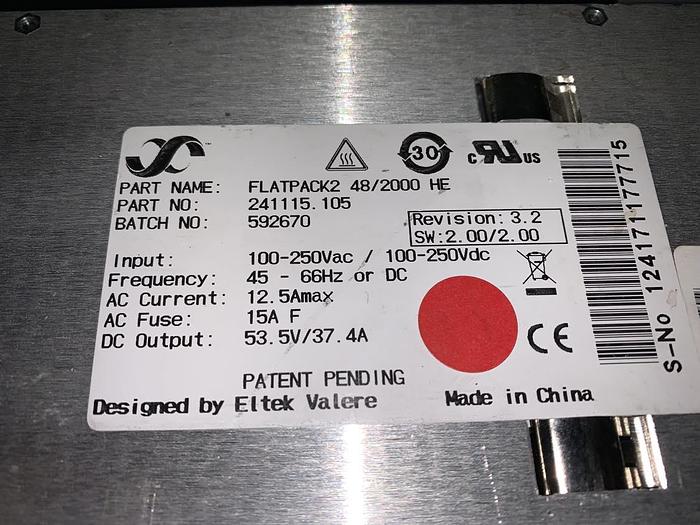 30
c RU US
PART NAME: FLATPACK2 48/2000 HE
PART NO: 241115.105
BATCH NO: 592670
Revision: 3.2
SW:2.00/2.00
Input: 100-250Vac / 100-250Vdc
Frequency: 45 - 66Hz or DC
AC Current: 12.5Amax
AC Fuse: 15A F
DC Output: 53.5V/37.4A
CE
PATENT PENDING
Designed by Eltek Valere
Made in China
S-No 124171177715